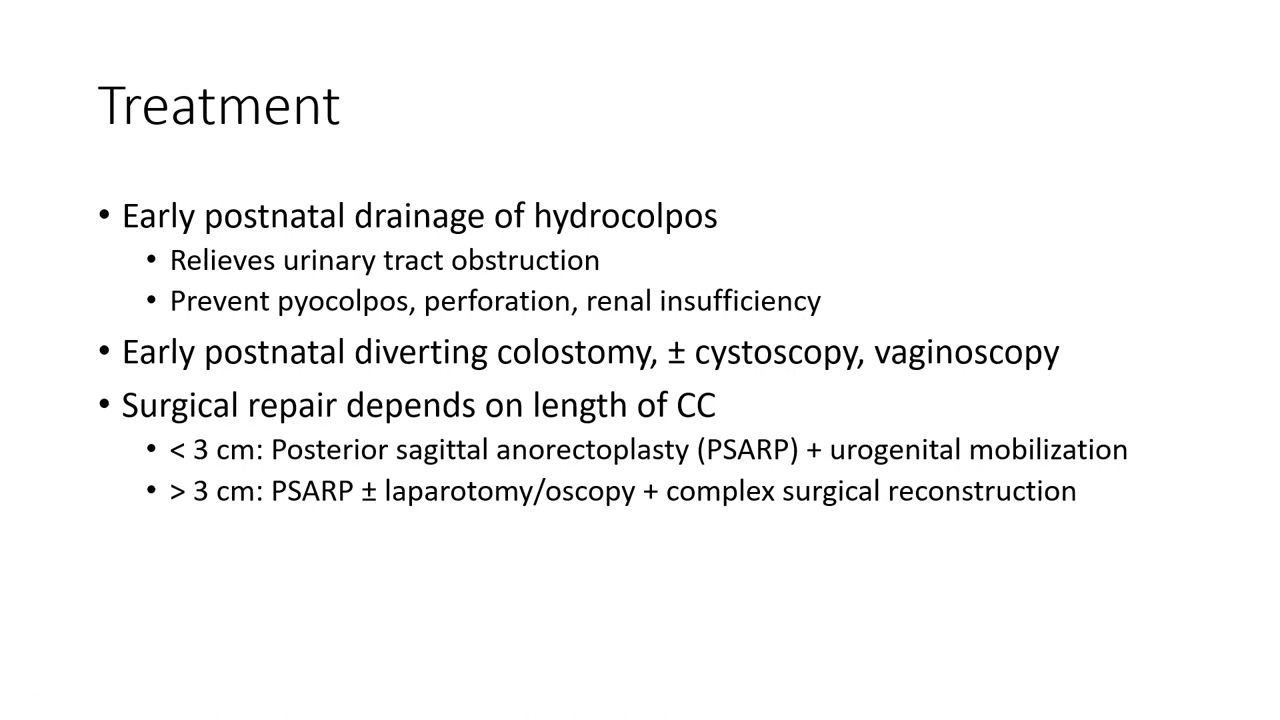 Treatment
• Early postnatal drainage of hydrocolpos
• Relieves urinary tract obstruction
• Prevent pyocolpos, perforation, renal insufficiency
• Early postnatal diverting colostomy, ± cystoscopy, vaginoscopy
• Surgical repair depends on length of CC
• < 3 cm: Posterior sagittal anorectoplasty (PSARP) + urogenital mobilization
• > 3 cm: PSARP ± laparotomy/oscopy + complex surgical reconstruction